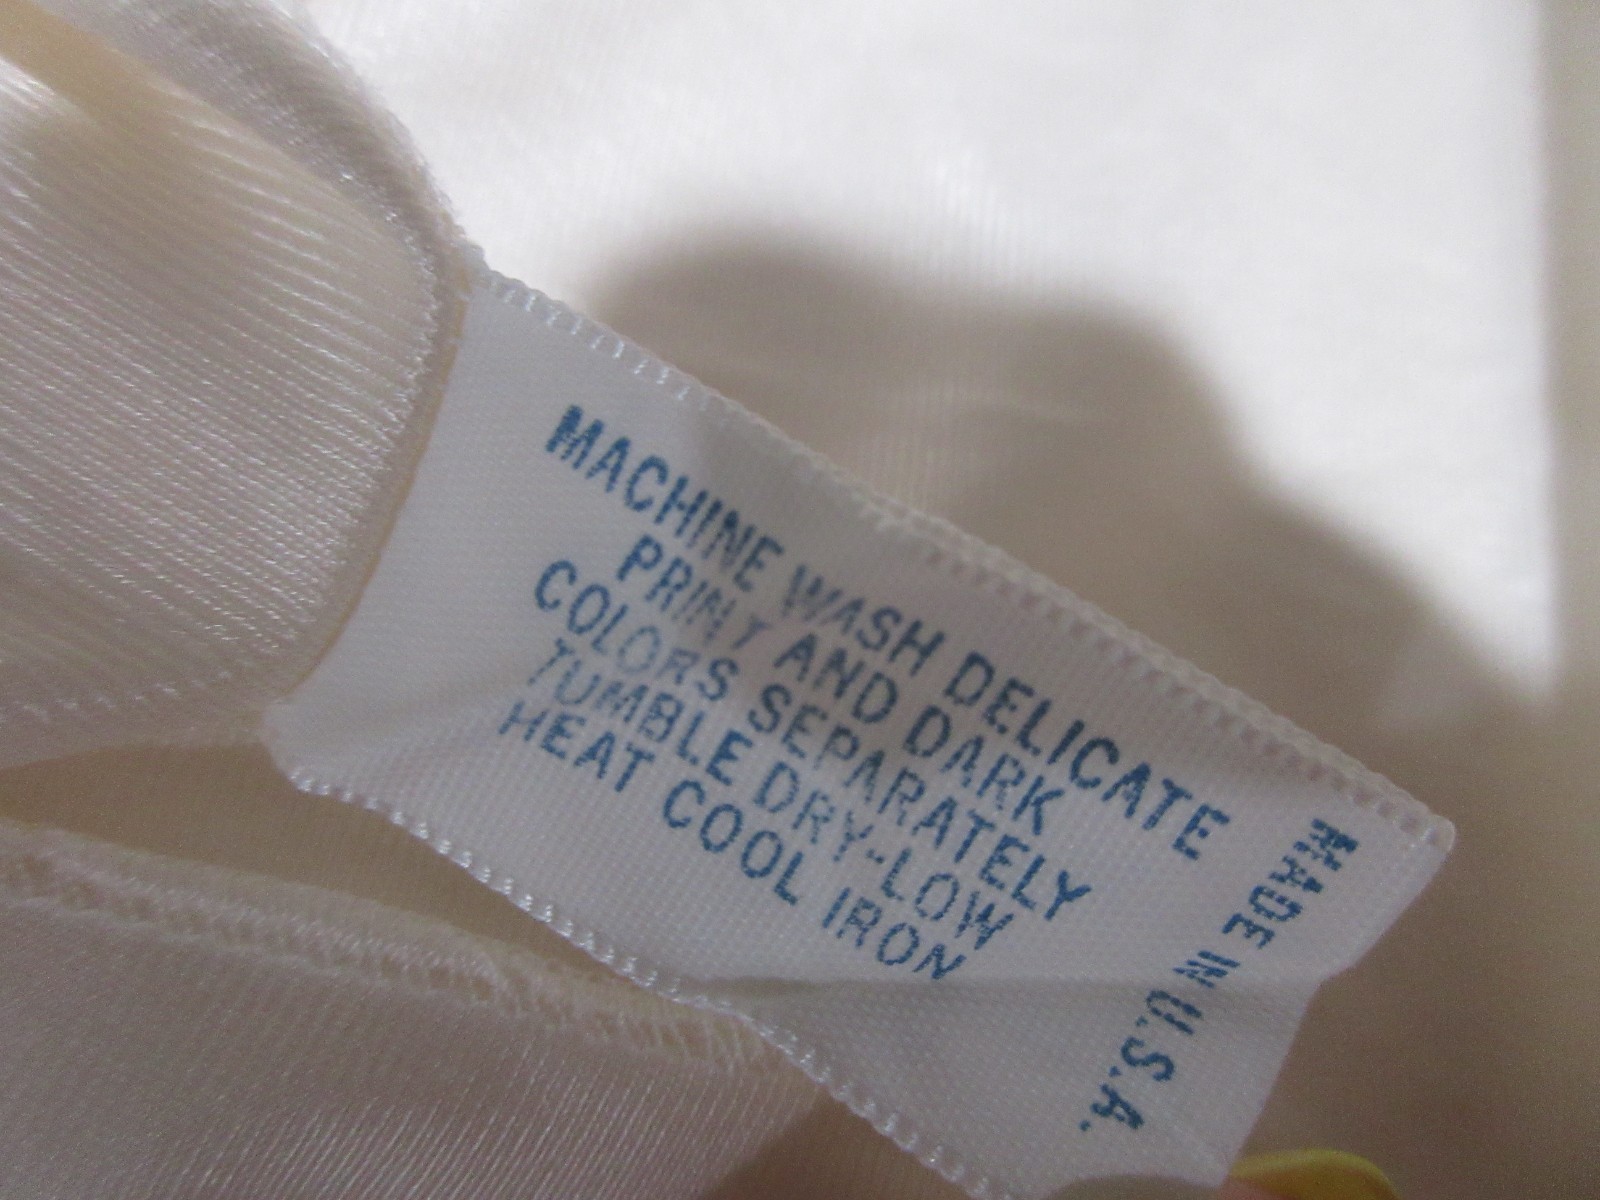 MACHINE WASH DELICATE
PRINT AND DARK
COLORS SEPARATELY
TUMBLE DRY-LOW
HEAT COOL IRON
MADE IN U.S.A.